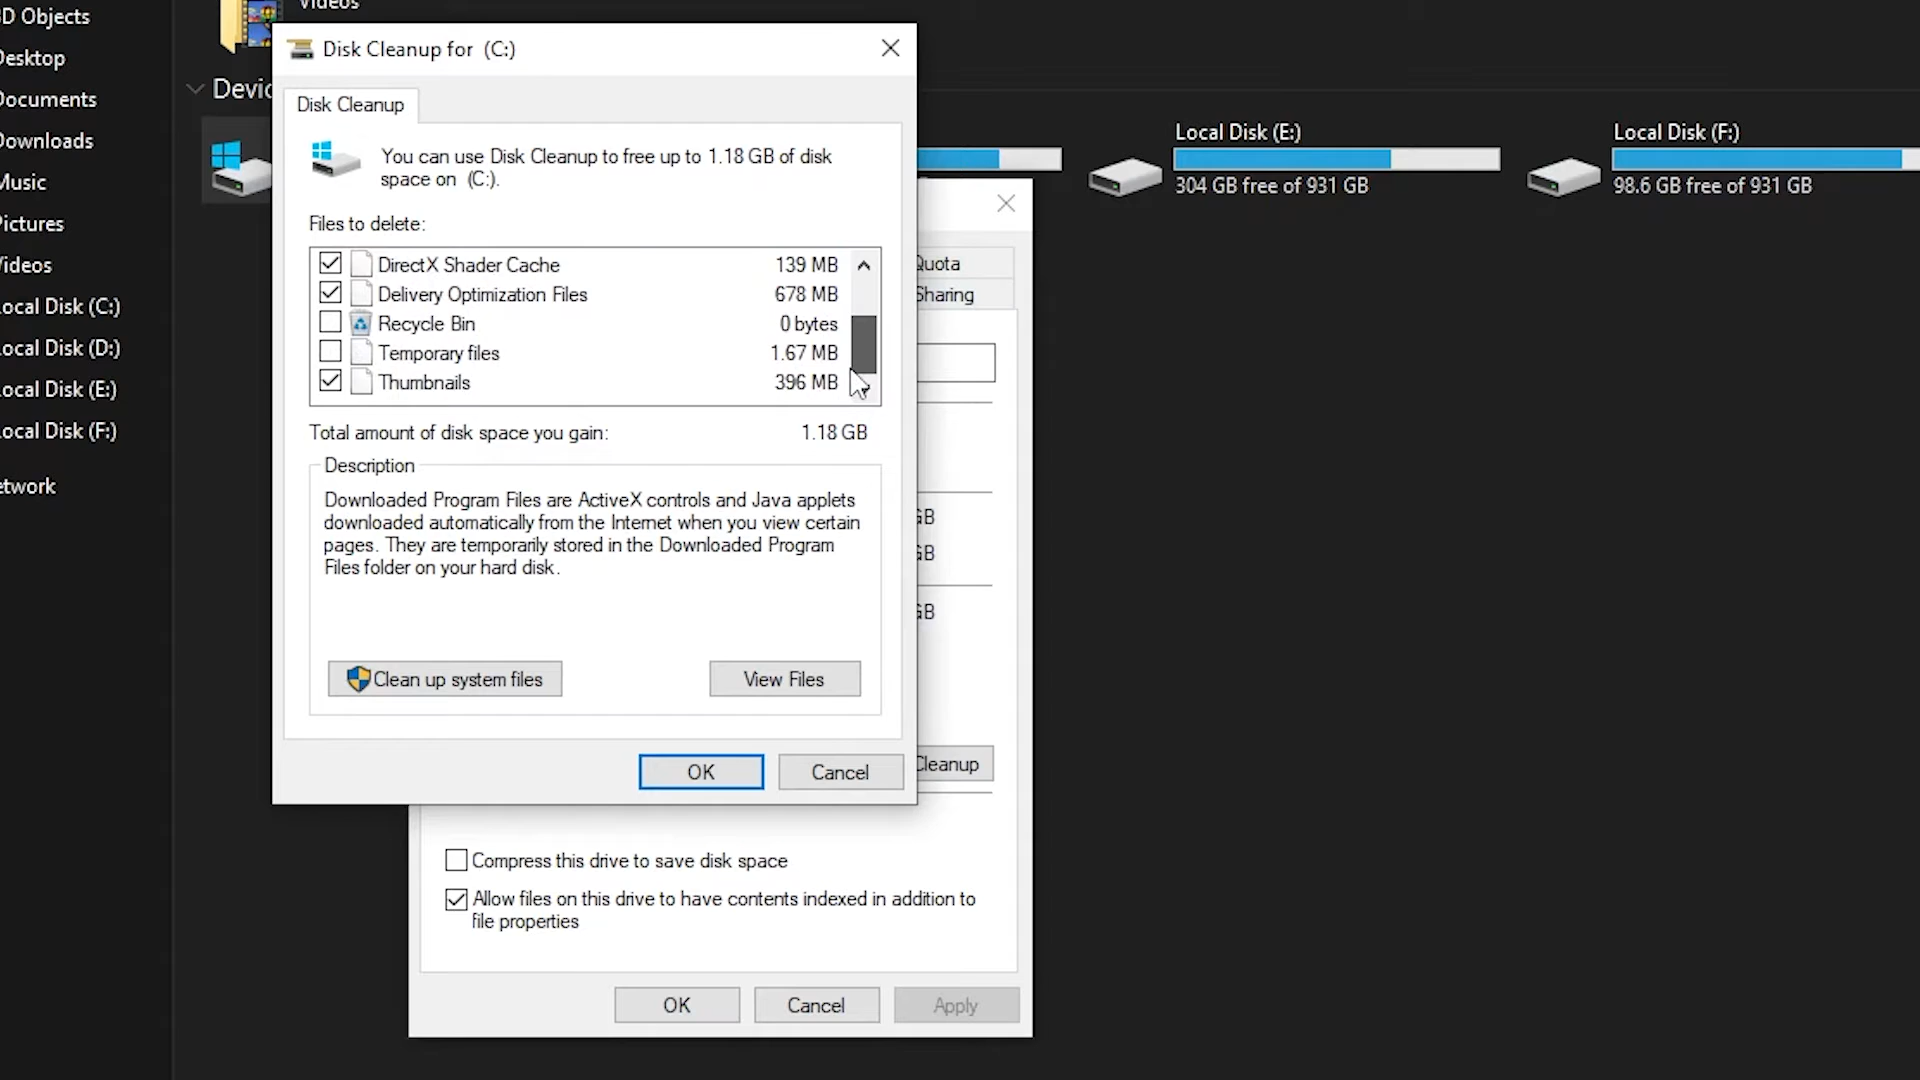 Videos
3D Objects
Desktop
Documents
Downloads
Music
Pictures
Videos
Local Disk (C:)
Local Disk (D:)
Local Disk (E:)
Local Disk (F:)
Network
Local Disk (E:)
304 GB free of 931 GB
Local Disk (F:)
98.6 GB free of 931 GB
Disk Cleanup for (C:)
Disk Cleanup
You can use Disk Cleanup to free up to 1.18 GB of disk
space on (C:).
Files to delete:
DirectX Shader Cache 139 MB
Delivery Optimization Files 678 MB
Recycle Bin 0 bytes
Temporary files 1.67 MB
Thumbnails 396 MB
Total amount of disk space you gain: 1.18 GB
Description
Downloaded Program Files are ActiveX controls and Java applets
downloaded automatically from the Internet when you view certain
pages. They are temporarily stored in the Downloaded Program
Files folder on your hard disk.
Clean up system files
View Files
OK
Cancel
Quota
Sharing
GB
GB
GB
Cleanup
Compress this drive to save disk space
Allow files on this drive to have contents indexed in addition to
file properties
OK
Cancel
Apply